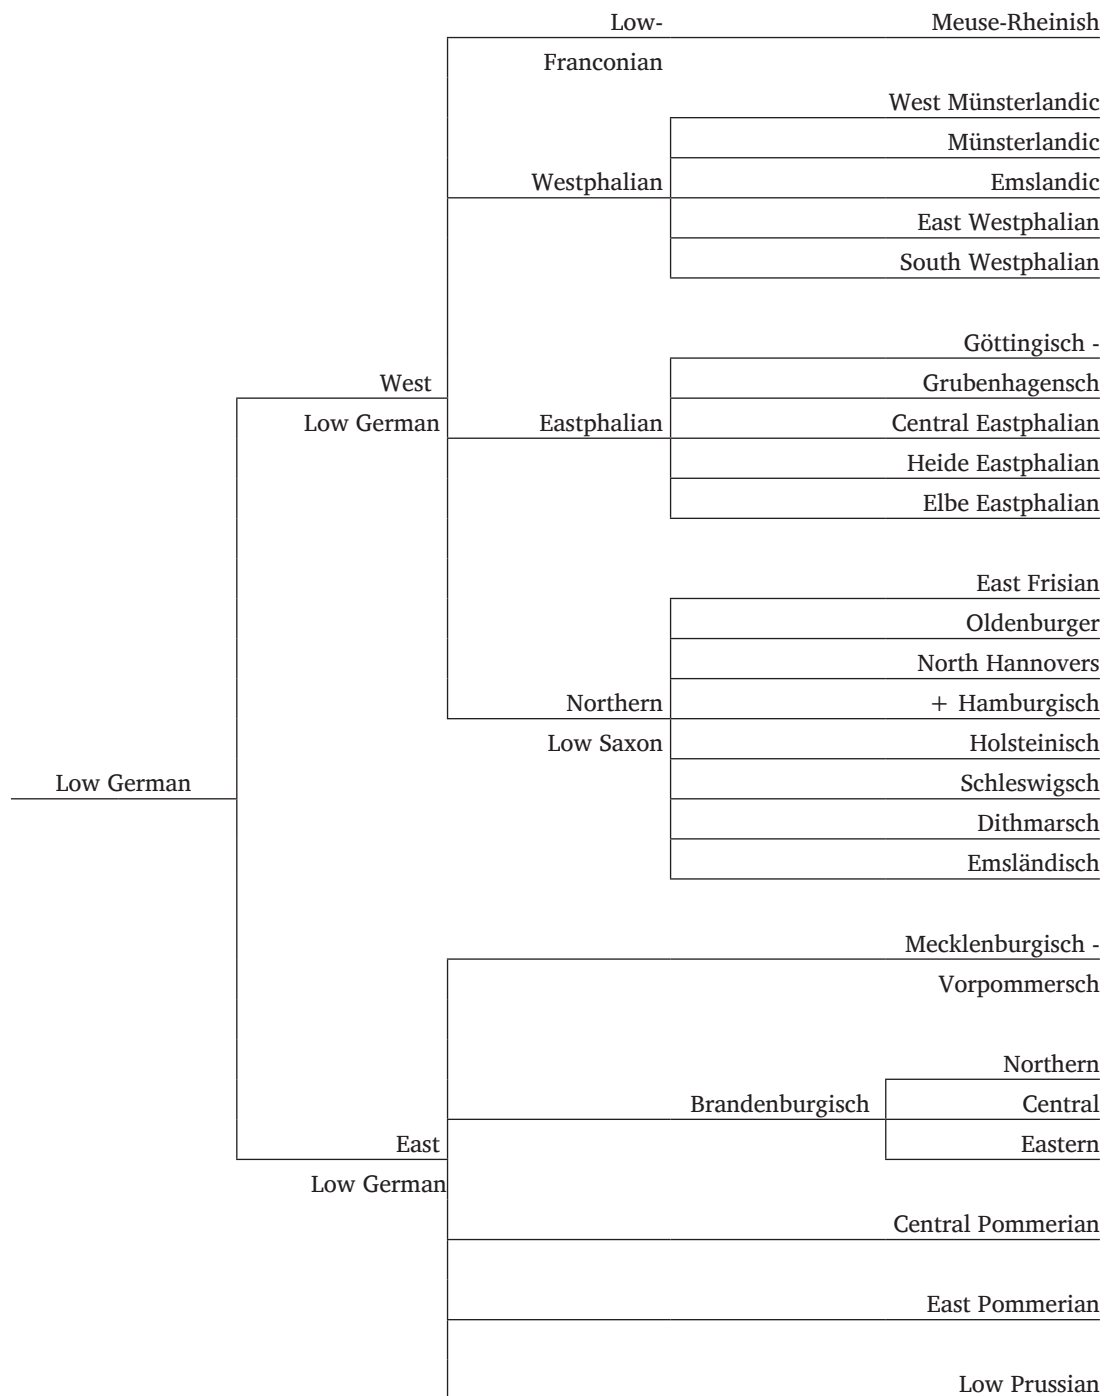 Low- Meuse-Rheinish
Franconian
West Münsterlandic
Münsterlandic
Westphalian Emslandic
East Westphalian
South Westphalian
Göttingisch -
West Grubenhagensch
Low German Eastphalian Central Eastphalian
Heide Eastphalian
Elbe Eastphalian
East Frisian
Oldenburger
North Hannovers
Northern + Hamburgisch
Low Saxon Holsteinisch
Low German Schleswigsch
Dithmarsch
Emsländisch
Mecklenburgisch -
Vorpommersch
Northern
Brandenburgisch Central
East Eastern
Low German
Central Pommerian
East Pommerian
Low Prussian